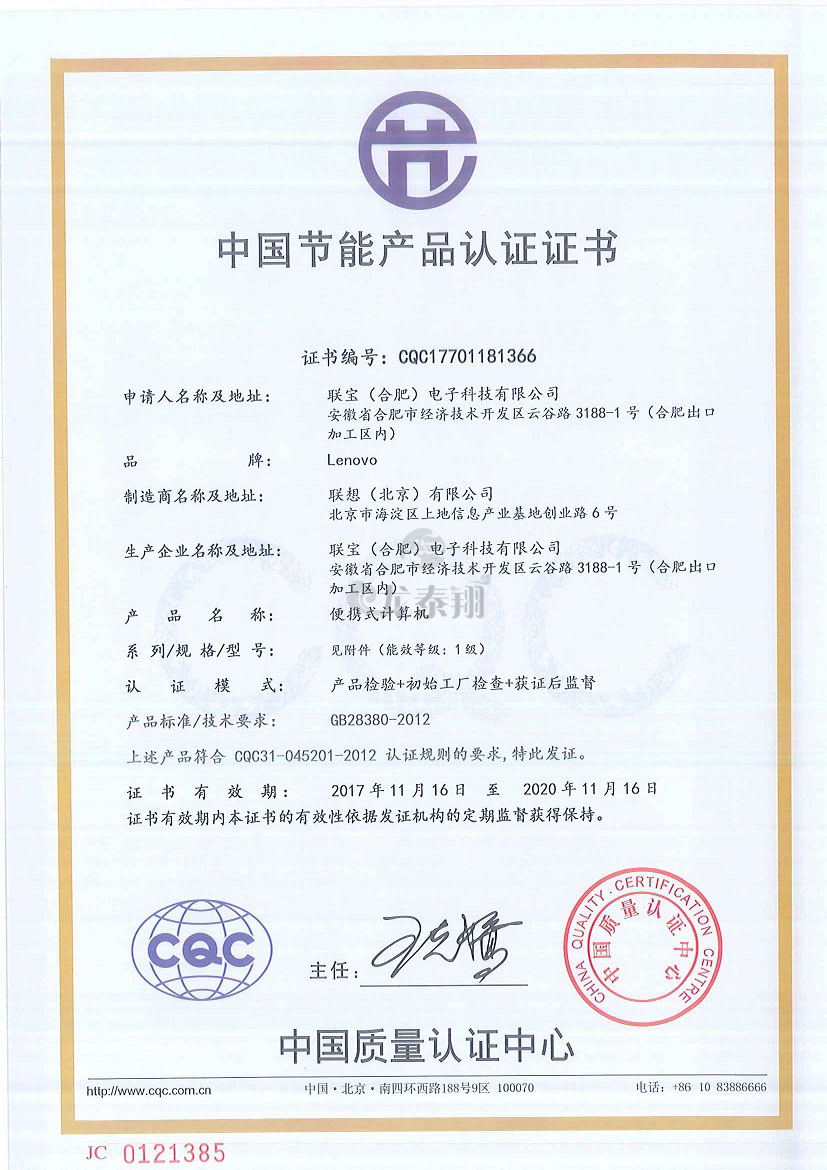 中国节能产品认证证书
证书编号：CQC17701181366
申请人名称及地址： 联宝（合肥）电子科技有限公司
安徽省合肥市经济技术开发区云谷路 3188-1 号（合肥出口
加工区内）
品 牌： Lenovo
制造商名称及地址： 联想（北京）有限公司
北京市海淀区上地信息产业基地创业路 6 号
生产企业名称及地址： 联宝（合肥）电子科技有限公司
安徽省合肥市经济技术开发区云谷路 3188-1 号（合肥出口
加工区内）
龙泰翔
产 品 名 称： 便携式计算机
系 列/规 格/型 号： 见附件（能效等级：1 级）
认 证 模 式： 产品检验+初始工厂检查+获证后监督
产品标准/技术要求： GB28380-2012
上述产品符合 CQC31-045201-2012 认证规则的要求,特此发证。
证 书 有 效 期： 2017 年 11 月 16 日 至 2020 年 11 月 16 日
证书有效期内本证书的有效性依据发证机构的定期监督获得保持。
CQC
主任：
CHINA QUALITY CERTIFICATION CENTRE
中国质量认证中心
中国质量认证中心
http://www.cqc.com.cn 中国·北京·南四环西路188号9区 100070 电话：+86 10 83886666
JC 0121385